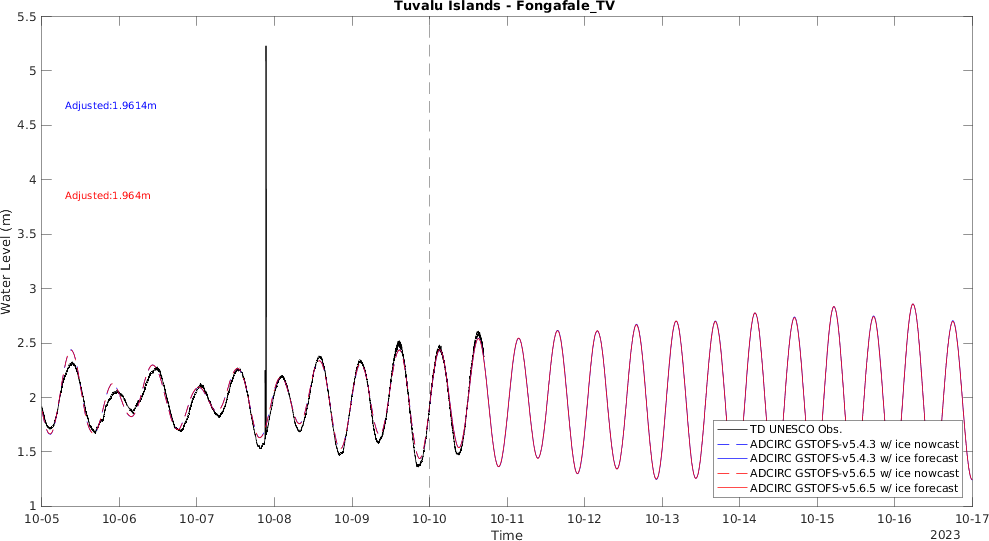 Tuvalu Islands - Fongafale_TV
5.5
5
4.5
4
3.5
3
2.5
2
1.5
1
Water Level (m)
Adjusted:1.9614m
Adjusted:1.964m
TD UNESCO Obs.
ADCIRC GSTOFS-v5.4.3 w/ ice nowcast
ADCIRC GSTOFS-v5.4.3 w/ ice forecast
ADCIRC GSTOFS-v5.6.5 w/ ice nowcast
ADCIRC GSTOFS-v5.6.5 w/ ice forecast
10-05 10-06 10-07 10-08 10-09 10-10 10-11 10-12 10-13 10-14 10-15 10-16 10-17
Time
2023